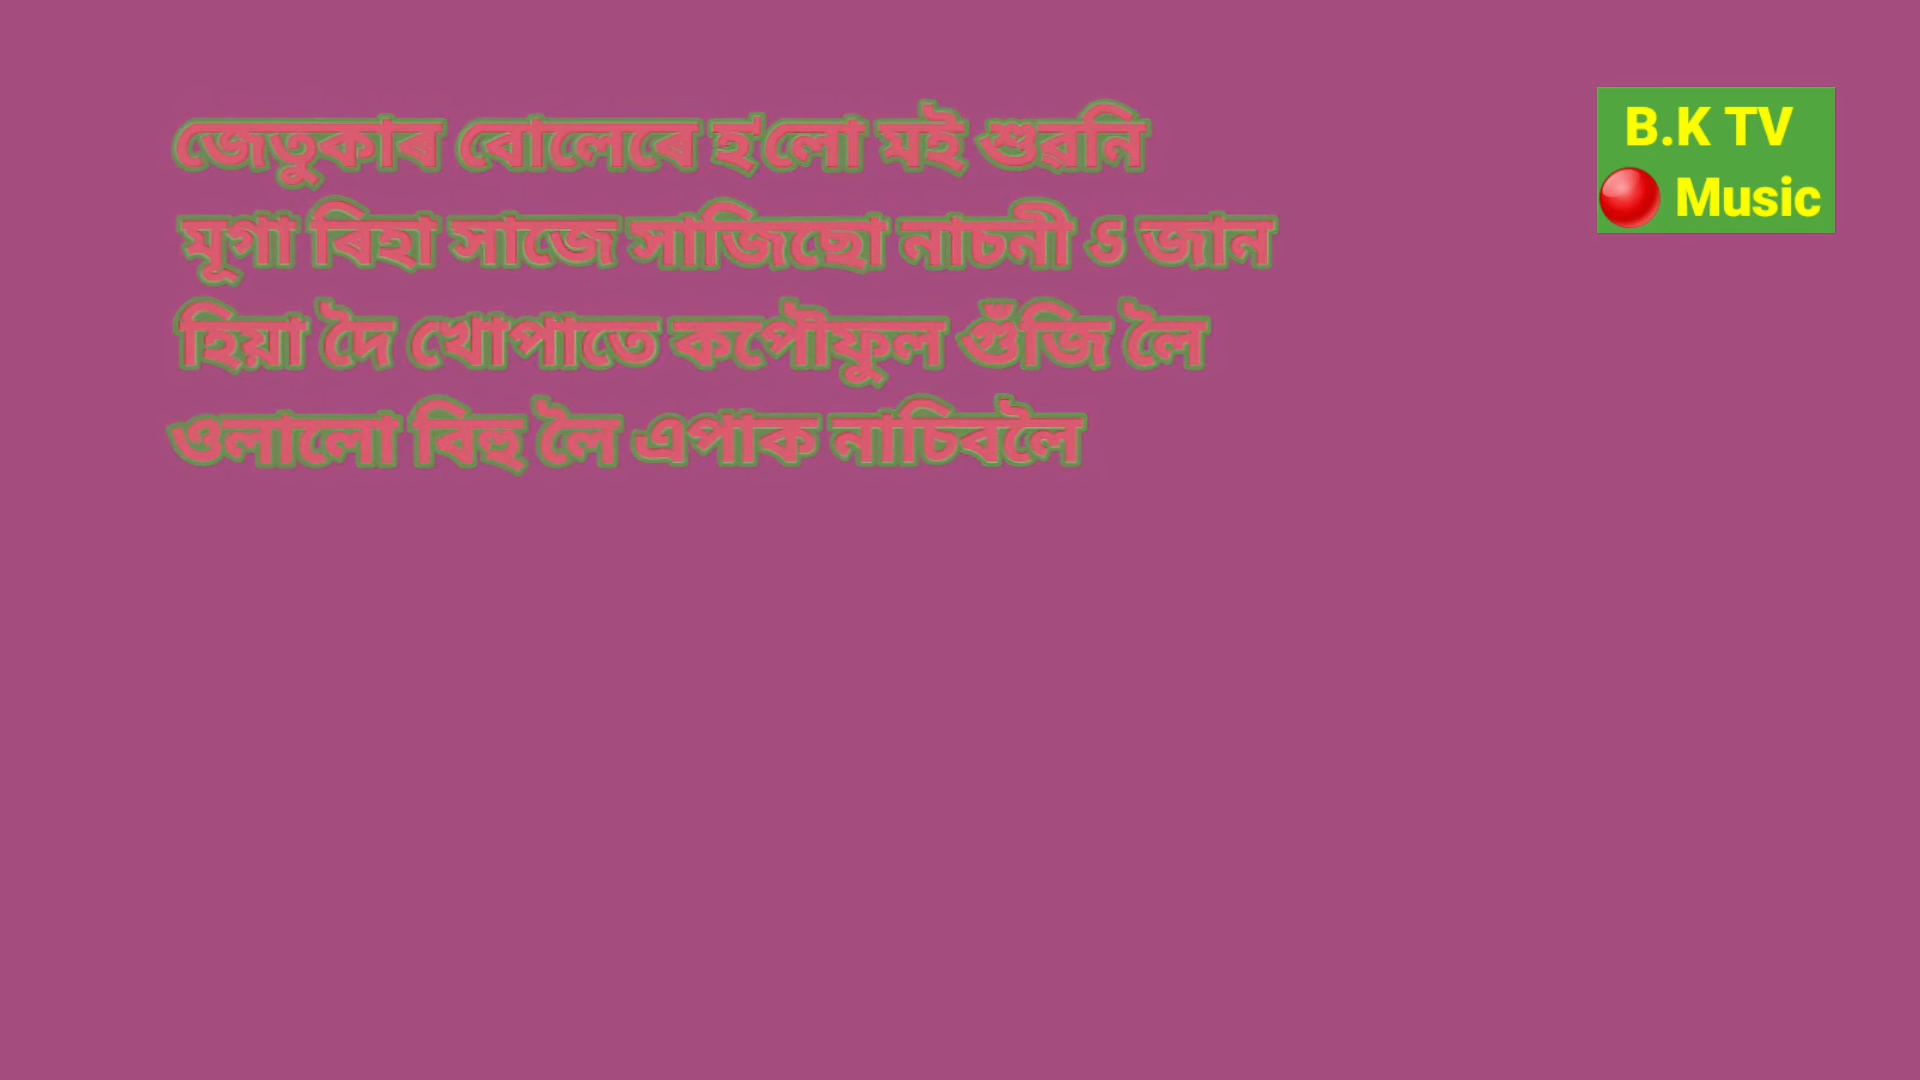 জেতুকাৰ বোলেৰে হ'লো মই শুৱনি
মূগা ৰিহা সাজে সাজিছো নাচনী ঽ জান
হিয়া দৈ খোপাতে কপৌফুল গুঁজি লৈ
ওলালো বিহু লৈ এপাক নাচিবলৈ
B.K TV
Music